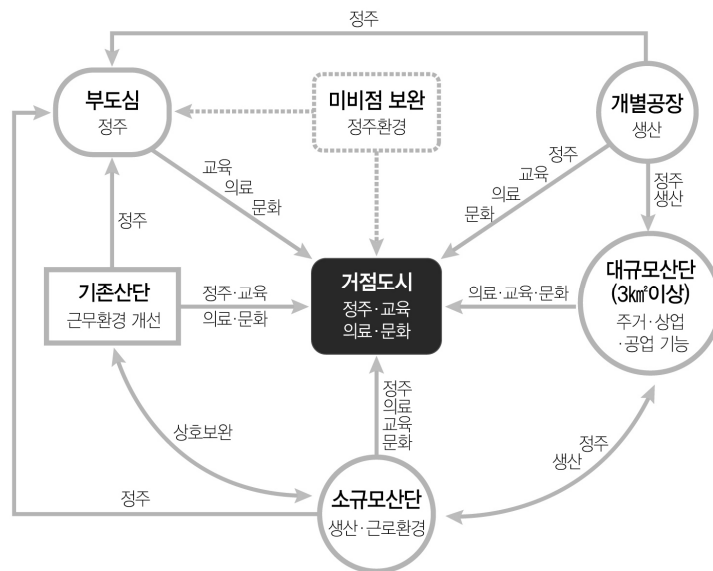 정주
부도심
정주
미비점 보완
정주환경
개별공장
생산
교육
의료
문화
정주
교육
의료
문화
정주
생산
정주
기존산단
근무환경 개선
정주·교육
의료·문화
거점도시
정주·교육
의료·문화
의료·교육·문화
대규모산단
(3㎢이상)
주거·상업
·공업 기능
정주
의료
교육
문화
상호보완
정주
생산
정주
소규모산단
생산·근로환경